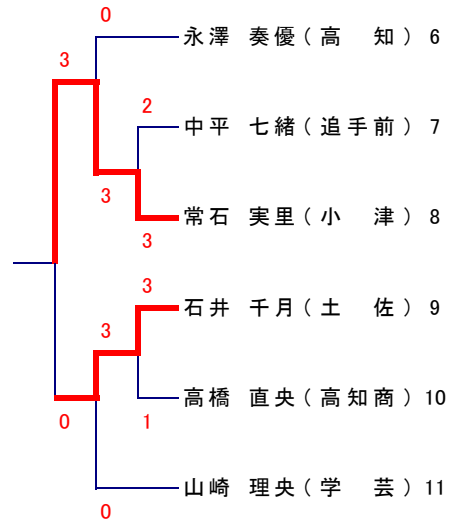 0
永澤 奏優(高 知) 6
3
2
中平 七緒(追手前) 7
3
常石 実里(小 津) 8
3
3
石井 千月(土 佐) 9
3
高橋 直央(高知商) 10
0
1
山崎 理央(学 芸) 11
0